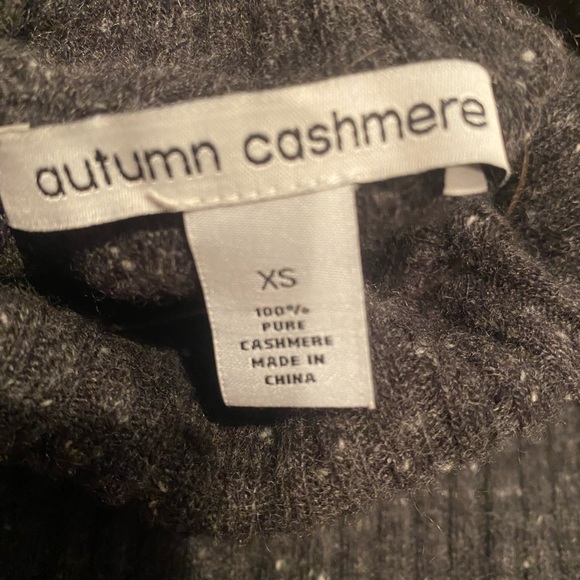 autumn cashmere
XS
100%
PURE
CASHMERE
MADE IN
CHINA